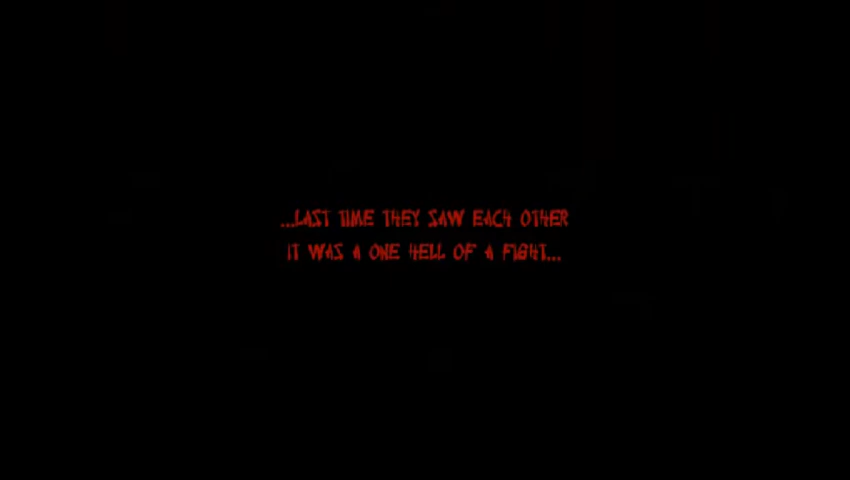 ...LAST TIME THEY SAW EACH OTHER
IT WAS A ONE HELL OF A FIGHT...